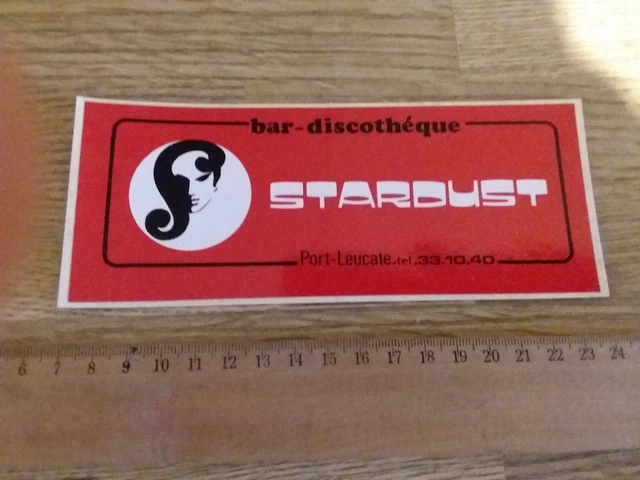 bar-discothéque
STARDUST
Port-Leucate.tel.33.10.40
6 7 8 9 10 11 12 13 14 15 16 17 18 19 20 21 22 23 24